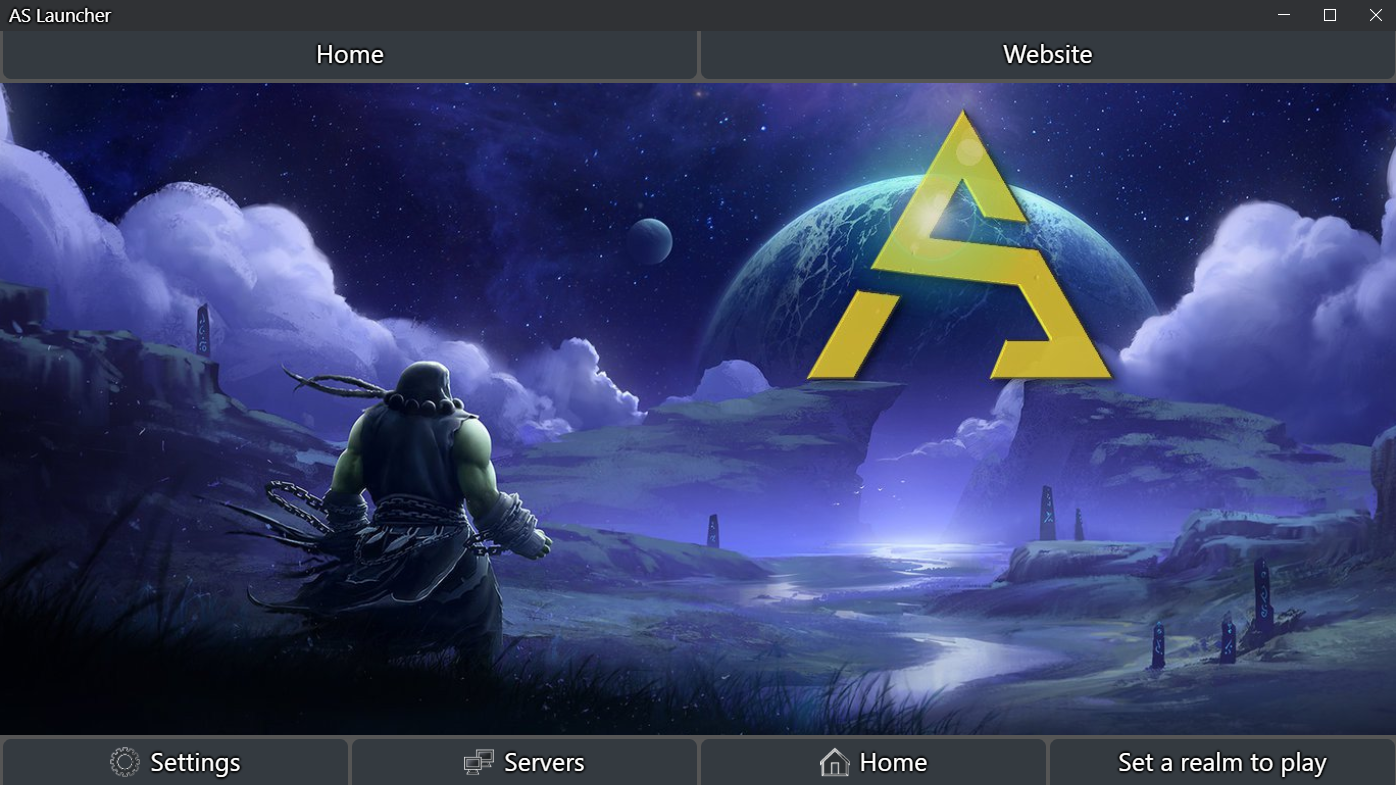 AS Launcher
Home
Website
Settings
Servers
Home
Set a realm to play